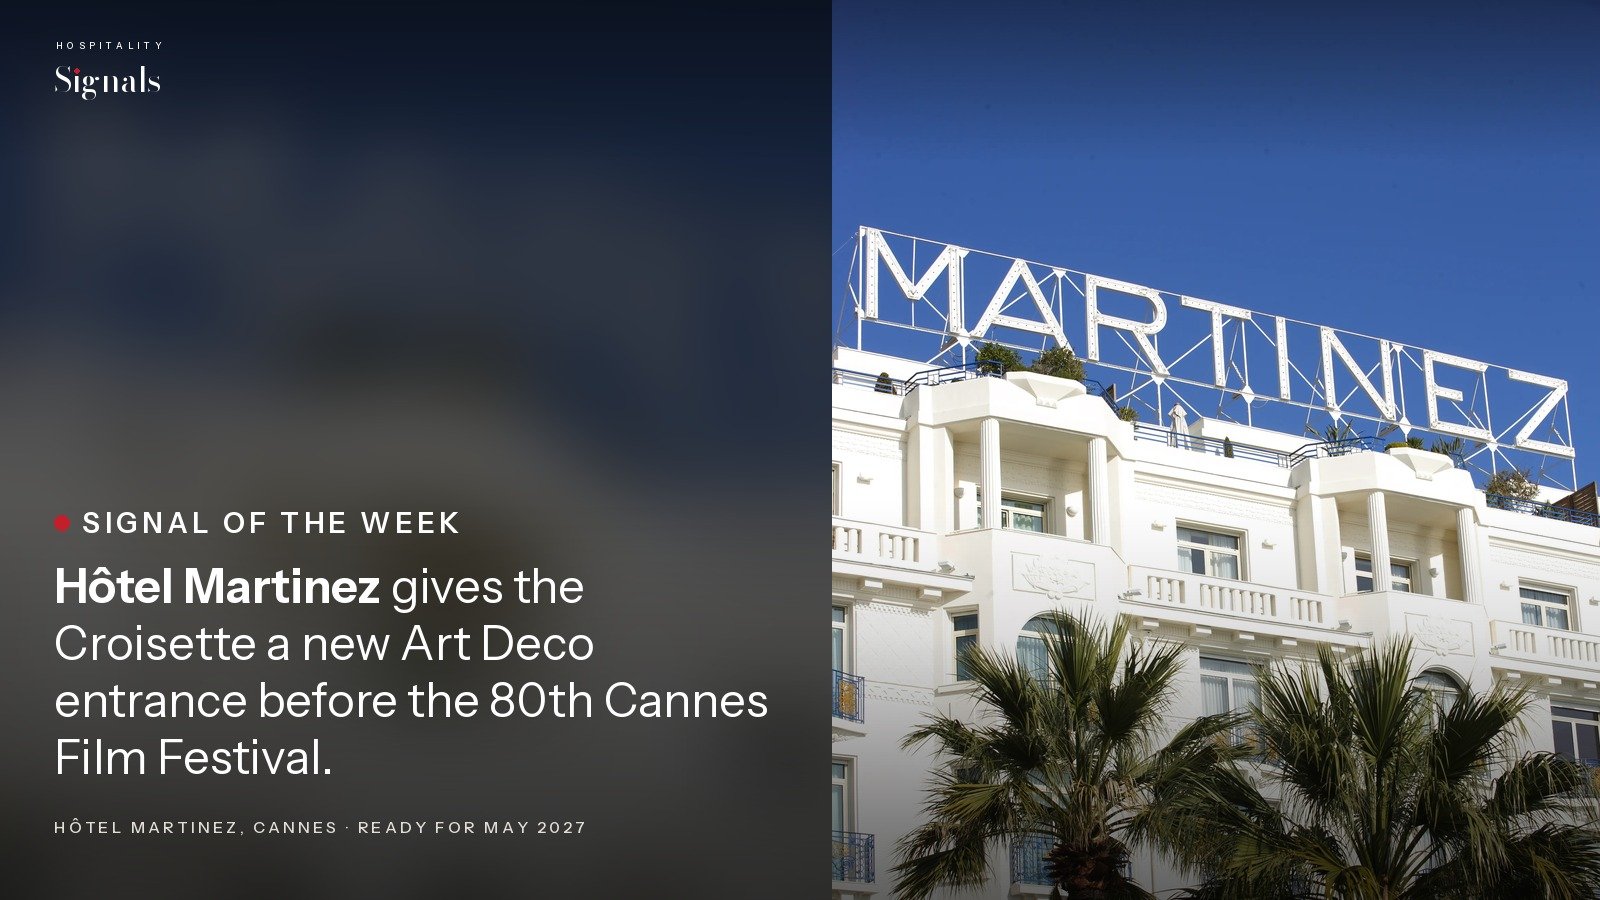 HOSPITALITY
Signals
SIGNAL OF THE WEEK
Hôtel Martinez gives the
Croisette a new Art Deco
entrance before the 80th Cannes
Film Festival.
HÔTEL MARTINEZ, CANNES · READY FOR MAY 2027
MARTINEZ